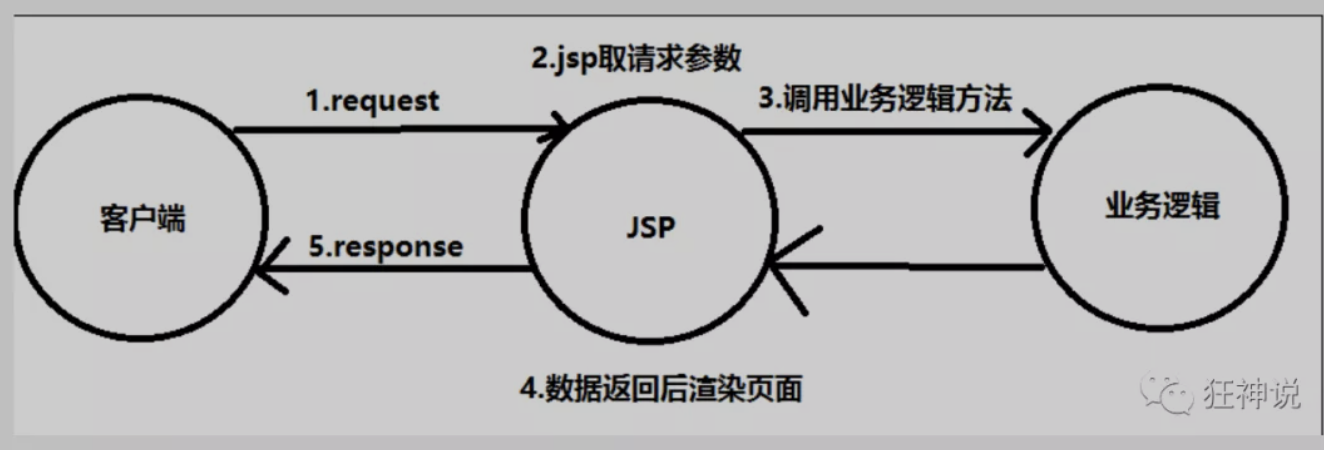 2.jsp取请求参数
1.request
3.调用业务逻辑方法
客户端
JSP
业务逻辑
5.response
4.数据返回后渲染页面
狂神说